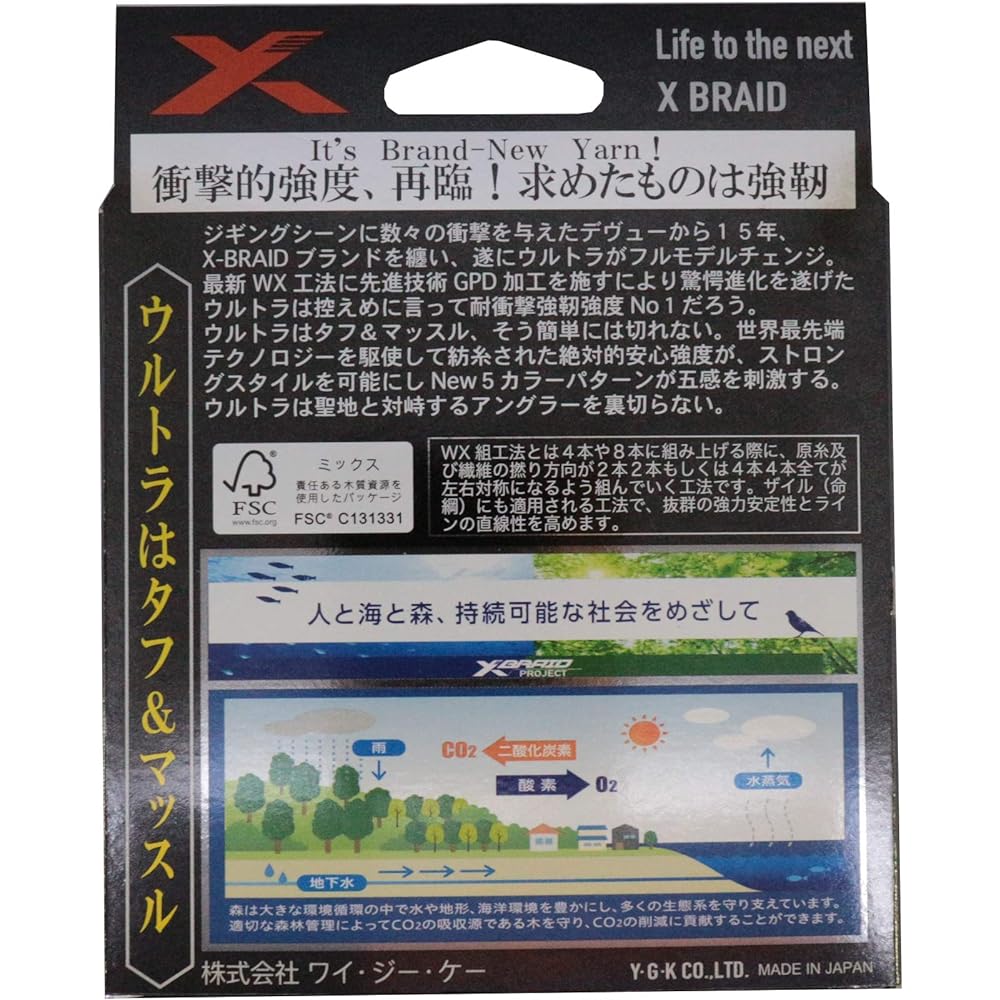 Life to the next
X BRAID
It's Brand-New Yarn!
衝撃的強度、再臨！求めたものは強靭
ジギングシーンに数々の衝撃を与えたデヴューから１５年、
X-BRAIDブランドを纏い、遂にウルトラがフルモデルチェンジ。
最新WX工法に先進技術GPD加工を施すにより驚愕進化を遂げた
ウルトラは控えめに言って耐衝撃強靭強度No1だろう。
ウルトラはタフ＆マッスル、そう簡単には切れない。世界最先端
テクノロジーを駆使して紡糸された絶対的安心強度が、ストロン
グスタイルを可能にしNew5カラーパターンが五感を刺激する。
ウルトラは聖地と対峙するアングラーを裏切らない。
ウルトラはタフ＆マッスル
FSC
www.fsc.org
ミックス
責任ある木質資源を
使用したパッケージ
FSC® C131331
WX組工法とは４本や８本に組み上げる際に、原糸及
び繊維の撚り方向が２本２本もしくは４本４本全てが
左右対称になるよう組んでいく工法です。ザイル（命
綱）にも適用される工法で、抜群の強力安定性とライ
ンの直線性を高めます。
人と海と森、持続可能な社会をめざして
X BRAID
PROJECT
雨
CO2 二酸化炭素
酸素 O2
水蒸気
地下水
森は大きな環境循環の中で水や地形、海洋環境を豊かにし、多くの生態系を守り支えています。
適切な森林管理によってCO2の吸収源である木を守り、CO2の削減に貢献することができます。
株式会社 ワイ・ジー・ケー
Y·G·K CO.,LTD. MADE IN JAPAN